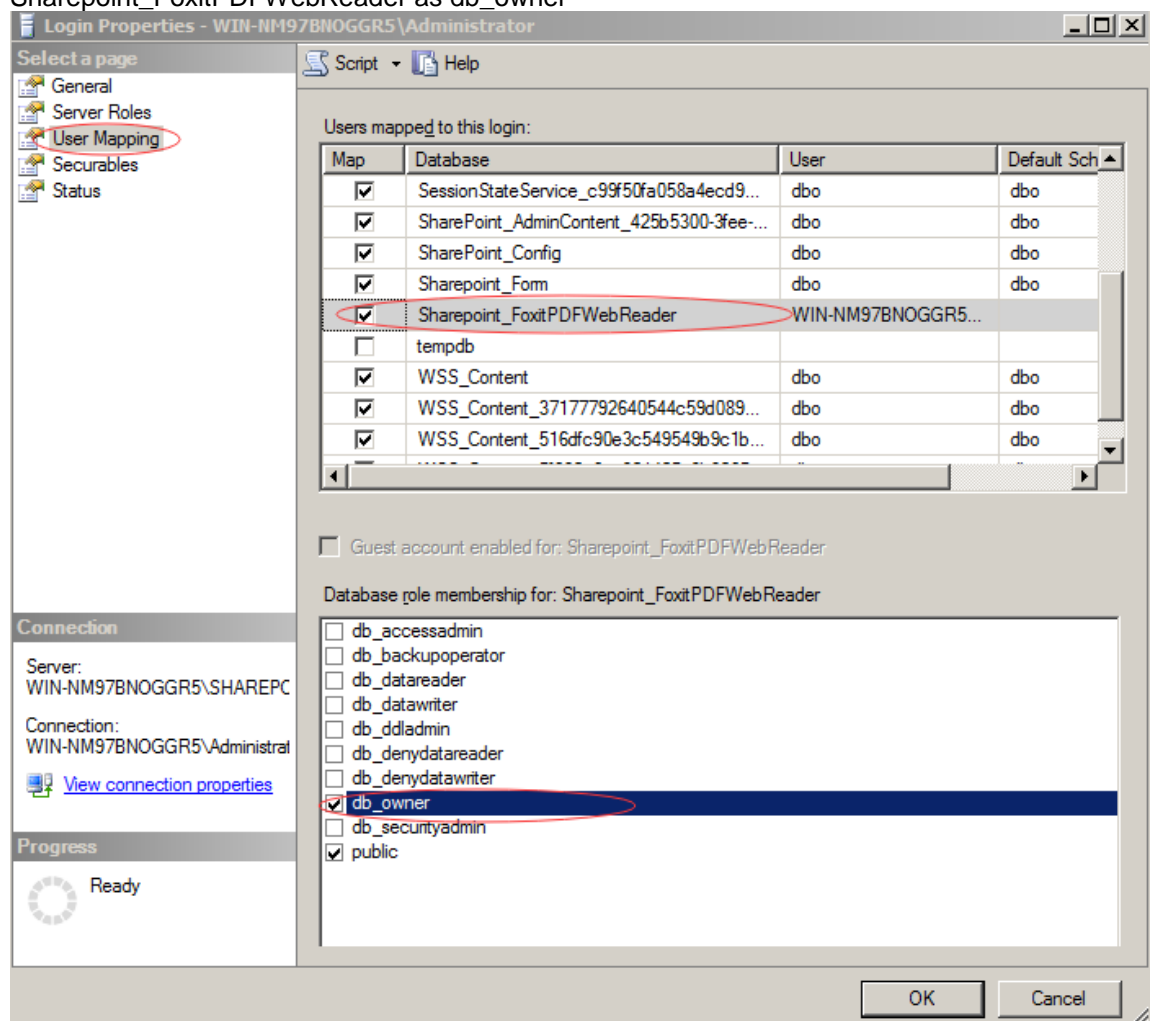 Sharepoint_FoxitPDFWebReader as db_owner
Login Properties - WIN-NM97BNOGGR5\Administrator
Select a page
General
Server Roles
User Mapping
Securables
Status
Script Help
Users mapped to this login:
Map Database User Default Sch
SessionStateService_c99f50fa058a4ecd9... dbo dbo
SharePoint_AdminContent_425b5300-3fee-... dbo dbo
SharePoint_Config dbo dbo
Sharepoint_Form dbo dbo
Sharepoint_FoxitPDFWebReader WIN-NM97BNOGGR5...
tempdb
WSS_Content dbo dbo
WSS_Content_37177792640544c59d089... dbo dbo
WSS_Content_516dfc90e3c549549b9c1b... dbo dbo
Guest account enabled for: Sharepoint_FoxitPDFWebReader
Database role membership for: Sharepoint_FoxitPDFWebReader
db_accessadmin
db_backupoperator
db_datareader
db_datawriter
db_ddladmin
db_denydatareader
db_denydatawriter
db_owner
db_securityadmin
public
Connection
Server:
WIN-NM97BNOGGR5\SHAREPC
Connection:
WIN-NM97BNOGGR5\Administrat
View connection properties
Progress
Ready
OK Cancel